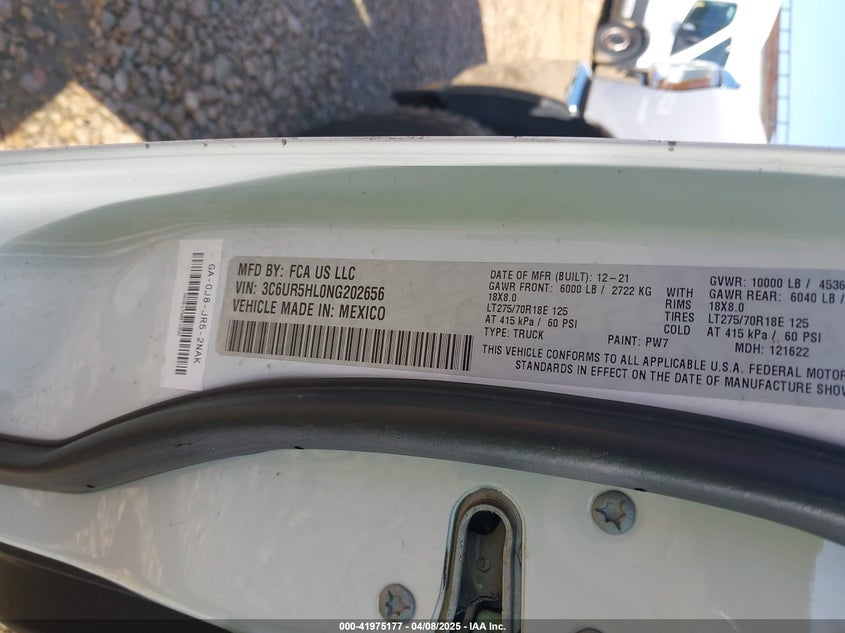 GA-0J8-JR5-2NAK
MFD BY: FCA US LLC
VIN: 3C6UR5HL0NG202656
VEHICLE MADE IN: MEXICO
DATE OF MFR (BUILT): 12-21
GAWR FRONT: 6000 LB / 2722 KG
18X8.0
LT275/70R18E 125
AT 415 kPa / 60 PSI
TYPE: TRUCK
WITH
RIMS
TIRES
COLD
PAINT: PW7
GVWR: 10000 LB / 4536
GAWR REAR: 6040 LB /
18X8.0
LT275/70R18E 125
AT 415 kPa / 60 PSI
MDH: 121622
THIS VEHICLE CONFORMS TO ALL APPLICABLE U.S.A. FEDERAL MOTOR
STANDARDS IN EFFECT ON THE DATE OF MANUFACTURE SHOW
000-41975177 - 04/08/2025 - IAA Inc.